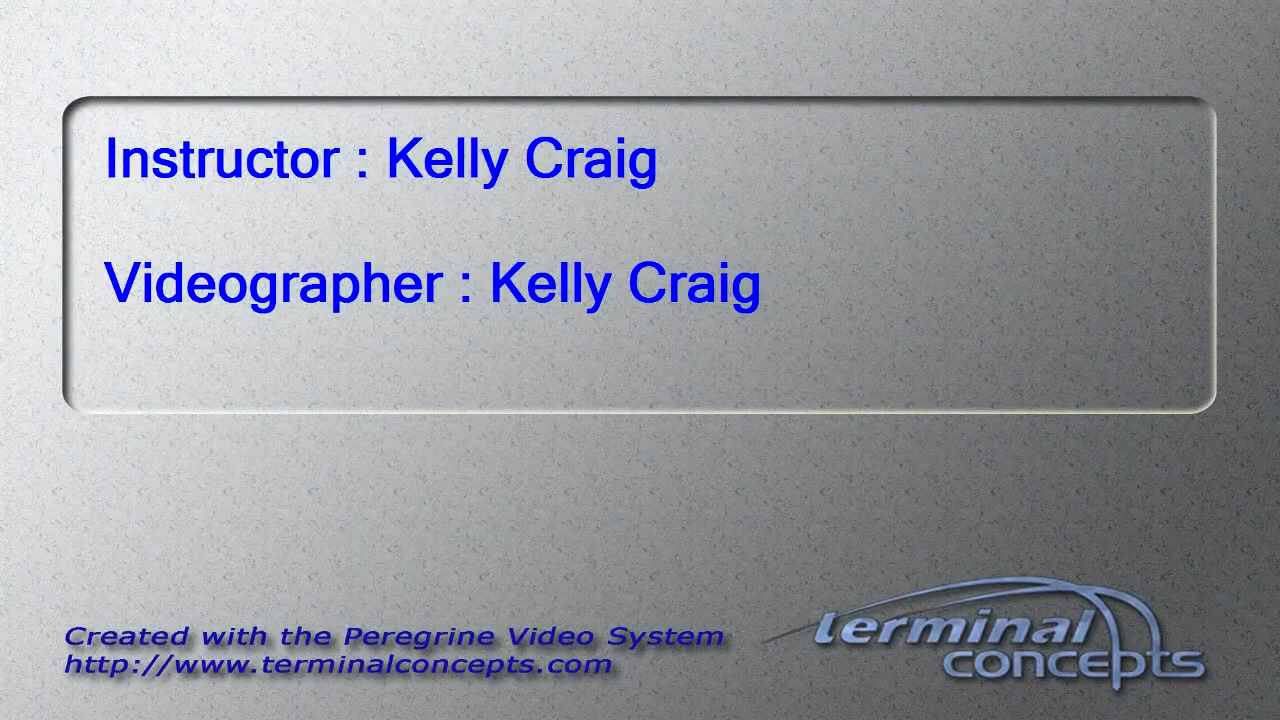 Instructor : Kelly Craig
Videographer : Kelly Craig
Created with the Peregrine Video System
http://www.terminalconcepts.com
terminal
concepts